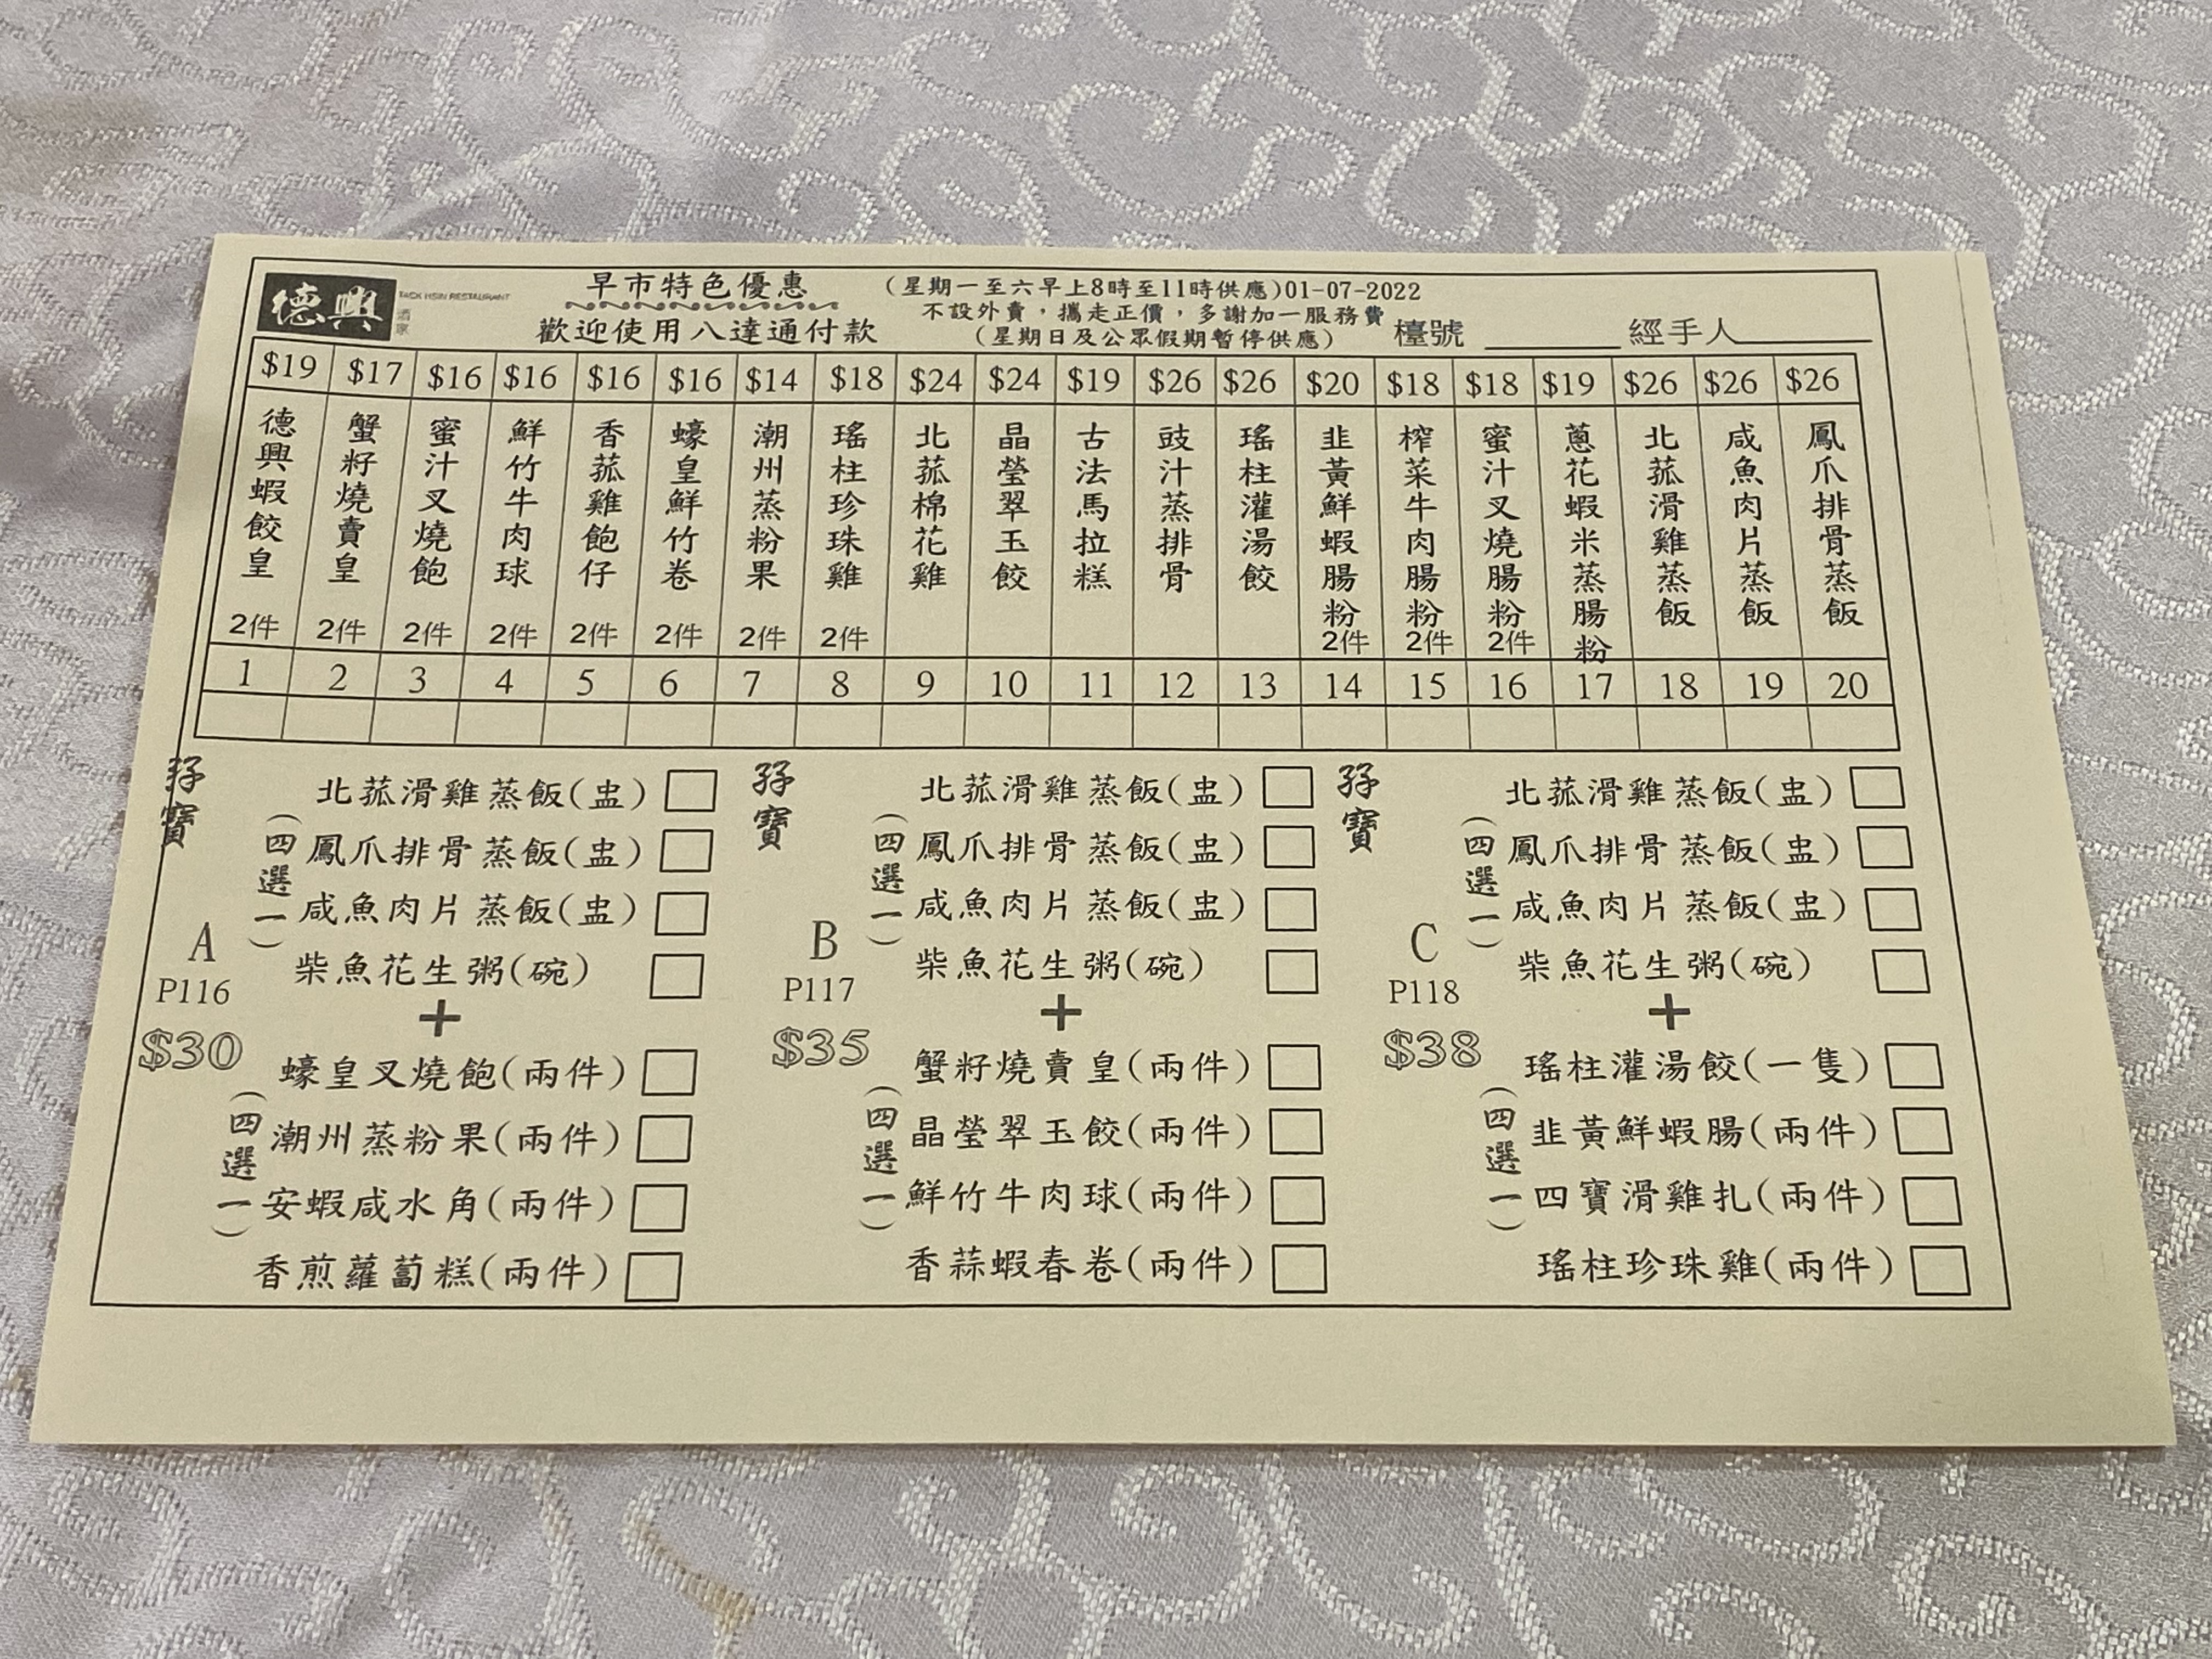 德興
TACK HSIN RESTAURANT
酒家
早市特色優惠
歡迎使用八達通付款
(星期一至六早上8時至11時供應)01-07-2022
不設外賣，攜走正價，多謝加一服務費
(星期日及公眾假期暫停供應)
檯號
經手人
$19 $17 $16 $16 $16 $16 $14 $18 $24 $24 $19 $26 $26 $20 $18 $18 $19 $26 $26 $26
德興蝦餃皇 2件
蟹籽燒賣皇 2件
蜜汁叉燒飽 2件
鮮竹牛肉球 2件
香菰雞飽仔 2件
蠔皇鮮竹卷 2件
潮州蒸粉果 2件
瑤柱珍珠雞 2件
北菰棉花雞
晶瑩翠玉餃
古法馬拉糕
豉汁蒸排骨
瑤柱灌湯餃
韭黃鮮蝦腸粉 2件
榨菜牛肉腸粉 2件
蜜汁叉燒腸粉 2件
蔥花蝦米蒸腸粉
北菰滑雞蒸飯
咸魚肉片蒸飯
鳳爪排骨蒸飯
1 2 3 4 5 6 7 8 9 10 11 12 13 14 15 16 17 18 19 20
孖寶
A
P116
$30
(四選一)
北菰滑雞蒸飯(盅)
鳳爪排骨蒸飯(盅)
咸魚肉片蒸飯(盅)
柴魚花生粥(碗)
+
(四選一)
蠔皇叉燒飽(兩件)
潮州蒸粉果(兩件)
安蝦咸水角(兩件)
香煎蘿蔔糕(兩件)
孖寶
B
P117
$35
(四選一)
北菰滑雞蒸飯(盅)
鳳爪排骨蒸飯(盅)
咸魚肉片蒸飯(盅)
柴魚花生粥(碗)
+
(四選一)
蟹籽燒賣皇(兩件)
晶瑩翠玉餃(兩件)
鮮竹牛肉球(兩件)
香蒜蝦春卷(兩件)
孖寶
C
P118
$38
(四選一)
北菰滑雞蒸飯(盅)
鳳爪排骨蒸飯(盅)
咸魚肉片蒸飯(盅)
柴魚花生粥(碗)
+
(四選一)
瑤柱灌湯餃(一隻)
韭黃鮮蝦腸(兩件)
四寶滑雞扎(兩件)
瑤柱珍珠雞(兩件)